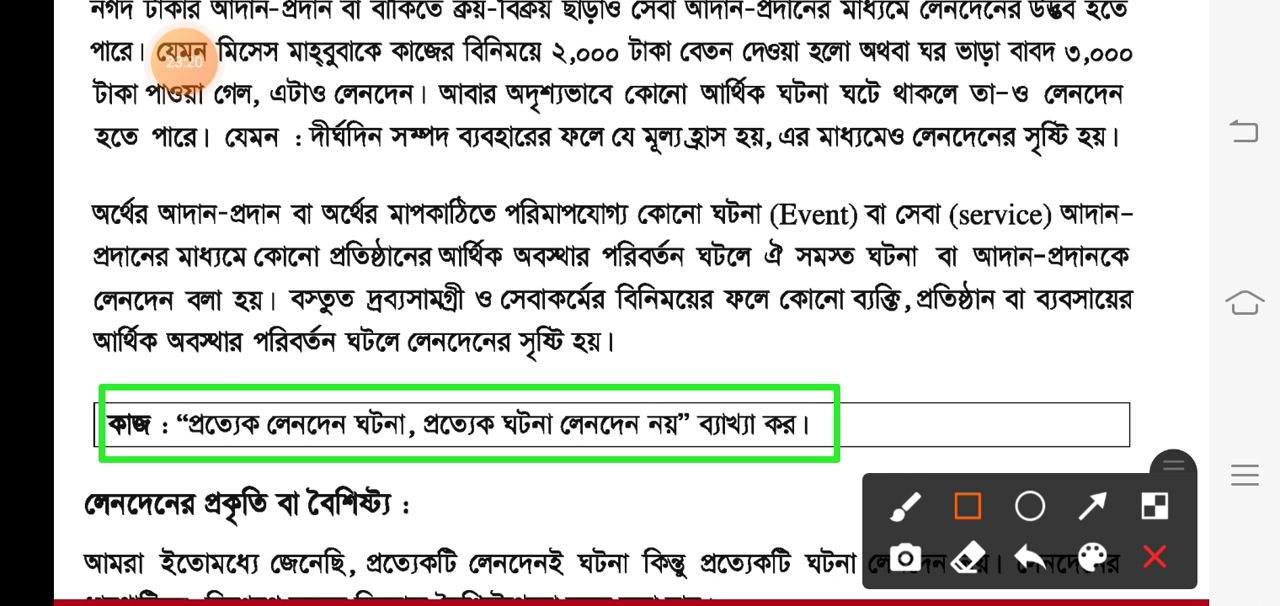 নগদ টাকার আদান-প্রদান বা বাকিতে ক্রয়-বিক্রয় ছাড়াও সেবা আদান-প্রদানের মাধ্যমে লেনদেনের উদ্ভব হতে
পারে। যেমন মিসেস মাহ্‌বুবাকে কাজের বিনিময়ে ২,০০০ টাকা বেতন দেওয়া হলো অথবা ঘর ভাড়া বাবদ ৩,০০০
23:20
টাকা পাওয়া গেল, এটাও লেনদেন। আবার অদৃশ্যভাবে কোনো আর্থিক ঘটনা ঘটে থাকলে তা-ও লেনদেন
হতে পারে। যেমন : দীর্ঘদিন সম্পদ ব্যবহারের ফলে যে মূল্য হ্রাস হয়, এর মাধ্যমেও লেনদেনের সৃষ্টি হয়।
অর্থের আদান-প্রদান বা অর্থের মাপকাঠিতে পরিমাপযোগ্য কোনো ঘটনা (Event) বা সেবা (service) আদান-
প্রদানের মাধ্যমে কোনো প্রতিষ্ঠানের আর্থিক অবস্থার পরিবর্তন ঘটলে ঐ সমস্ত ঘটনা বা আদান-প্রদানকে
লেনদেন বলা হয়। বস্তুত দ্রব্যসামগ্রী ও সেবাকর্মের বিনিময়ের ফলে কোনো ব্যক্তি, প্রতিষ্ঠান বা ব্যবসায়ের
আর্থিক অবস্থার পরিবর্তন ঘটলে লেনদেনের সৃষ্টি হয়।
কাজ : “প্রত্যেক লেনদেন ঘটনা, প্রত্যেক ঘটনা লেনদেন নয়” ব্যাখ্যা কর।
লেনদেনের প্রকৃতি বা বৈশিষ্ট্য :
আমরা ইতোমধ্যে জেনেছি, প্রত্যেকটি লেনদেনই ঘটনা কিন্তু প্রত্যেকটি ঘটনা লেনদেন নয়। লেনদেনের